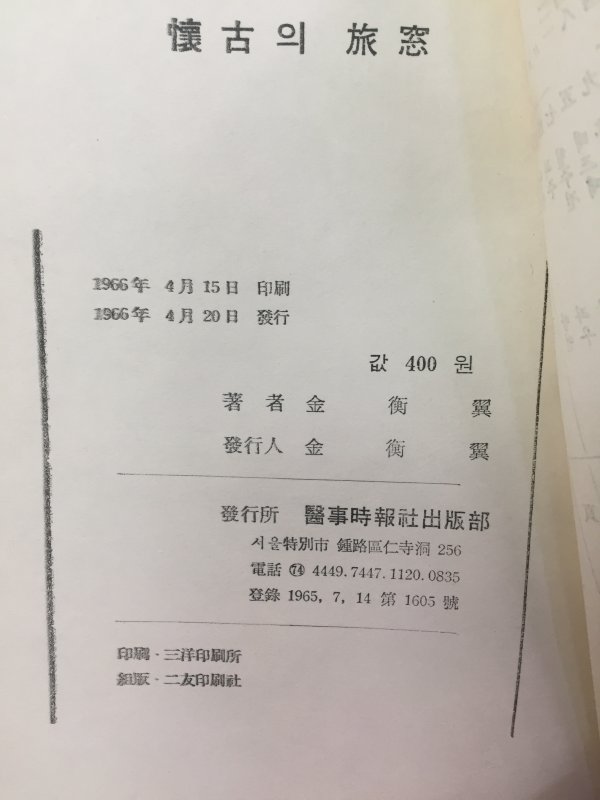 懷古의 旅窓
1966年 4月 15日 印刷
1966年 4月 20日 發行
값 400 원
著者 金衡翼
發行人 金衡翼
發行所 醫事時報社出版部
서울特別市 鍾路區仁寺洞 256
電話 ㊆ 4449.7447.1120.0835
登錄 1965, 7, 14 第 1605 號
印刷・三洋印刷所
組版・二友印刷社